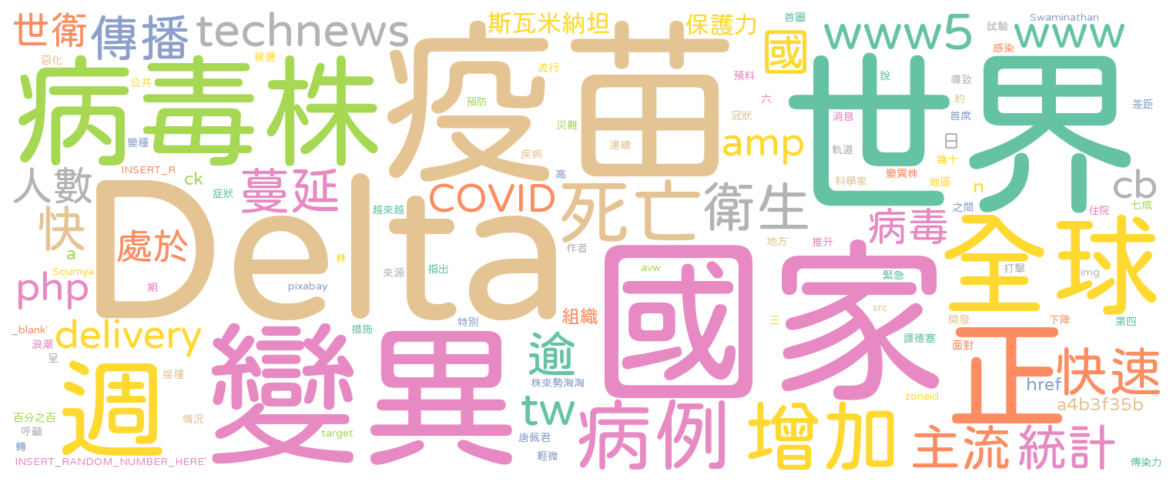 世衛
傳播
technews
斯瓦米納坦
保護力
首圖
國
www5
www
Swaminathan
試驗
感染
惡化
候選
公共
流行
病毒株
疫苗
世界
預料
說
導致
預防
六
冠狀
消息
約
首席
差距
災難
變種
連續
amp
軌道
日
幾十
疾病
INSERT_R
ck
人數
蔓延
COVID
死亡
衛生
高
科學家
變異株
地區
n
cb
七成
症狀
越來越
之間
住院
快
處於
Delta
病毒
全球
a
作者
地方
推升
Soumya
株
來源
指出
avw
緊急
打擊
img
php
期
pixabay
國家
src
_blank'
delivery
措施
特別
組織
三
譚德塞
開發
下降
第四
浪潮
呈
逾
正
面對
快速
週
接種
變異
株來勢洶洶
href
zoneid
a4b3f35b
百分之百
情況
tw
病例
增加
呼籲
轉
target
唐佩君
輕微
主流
統計
INSERT_RANDOM_NUMBER_HERE'
傳染力